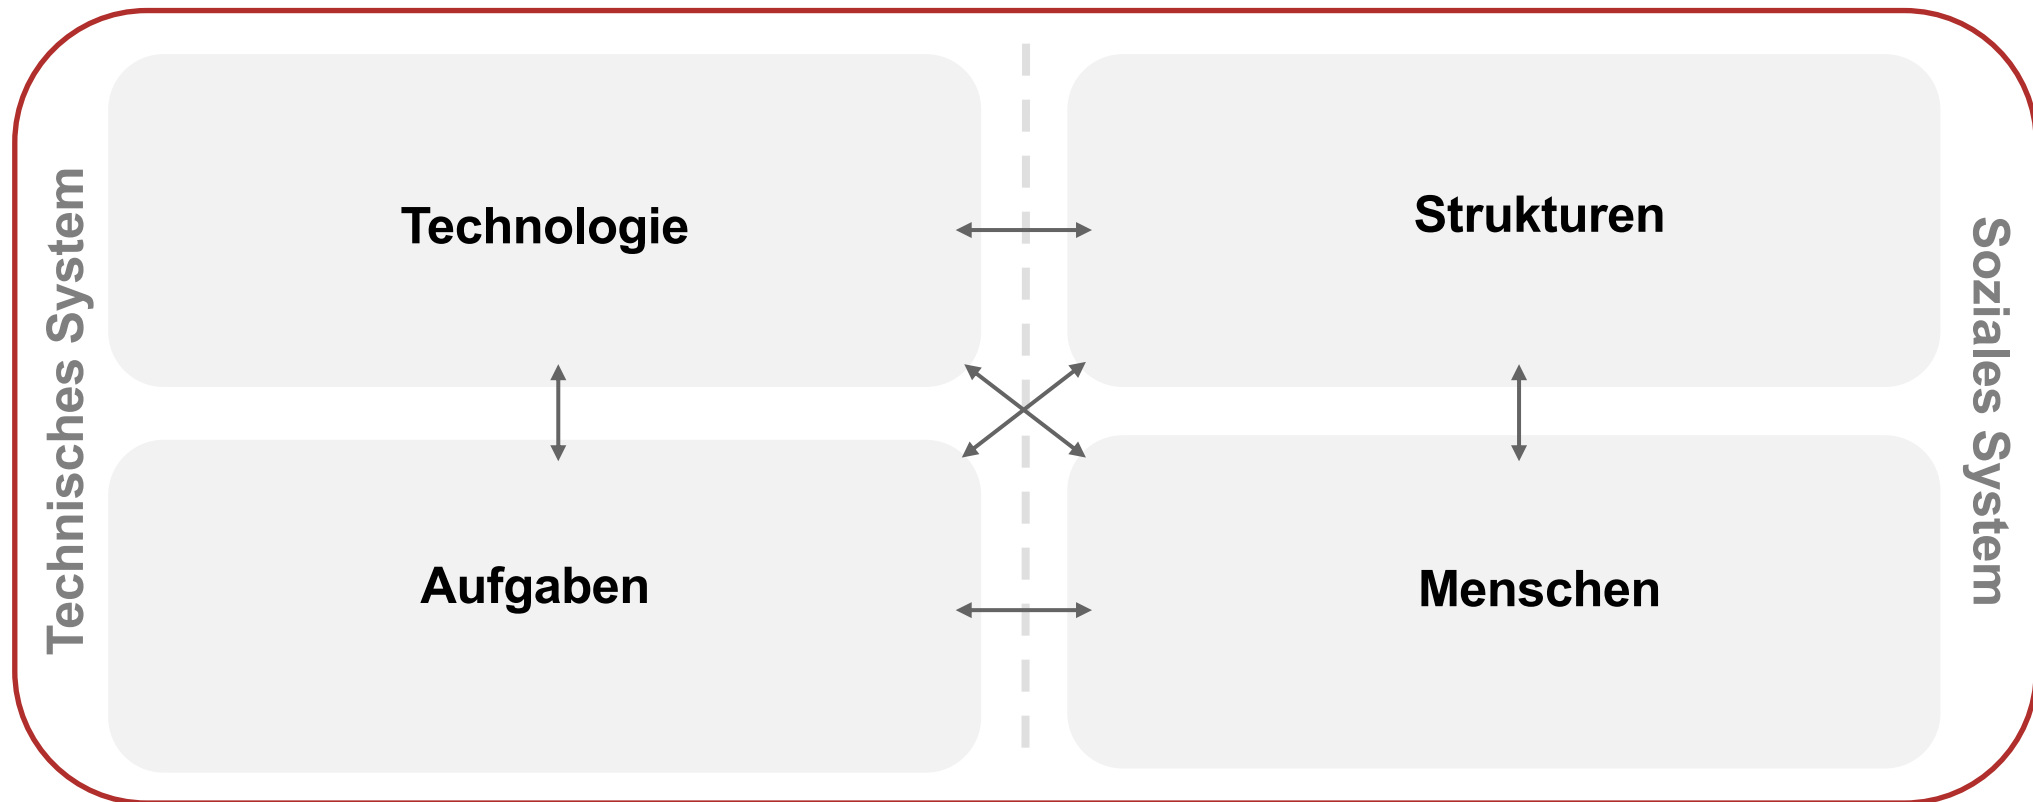 Technisches System
Technologie
Strukturen
Soziales System
Aufgaben
Menschen